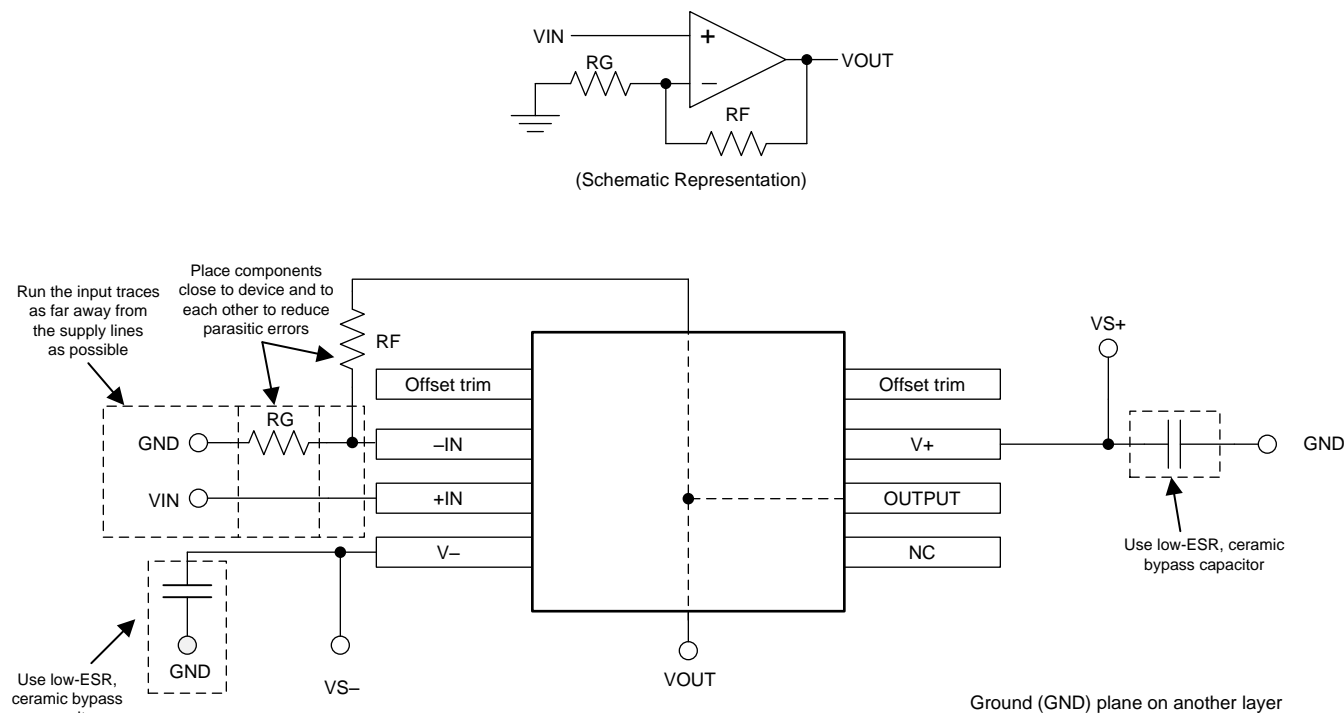 VIN
+
RG
–
VOUT
RF
(Schematic Representation)
Run the input traces
as far away from
the supply lines
as possible
Place components
close to device and to
each other to reduce
parasitic errors
RF
VS+
Offset trim
Offset trim
GND
RG
–IN
V+
GND
VIN
+IN
OUTPUT
V–
NC
Use low-ESR, ceramic
bypass capacitor
GND
VS–
VOUT
Use low-ESR,
ceramic bypass
Ground (GND) plane on another layer